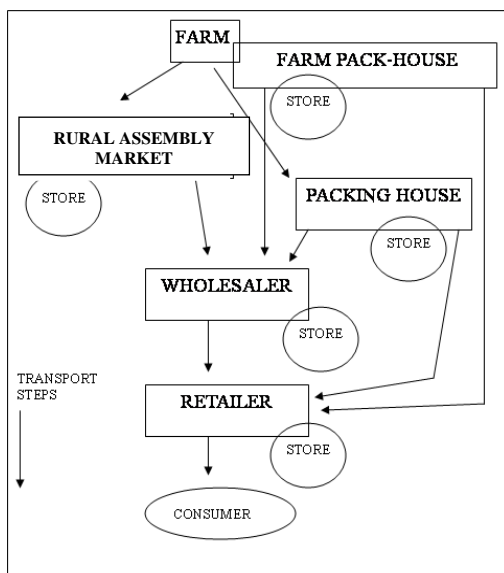 FARM
FARM PACK-HOUSE
STORE
RURAL ASSEMBLY
MARKET
STORE
PACKING HOUSE
STORE
WHOLESALER
STORE
TRANSPORT
STEPS
RETAILER
STORE
CONSUMER